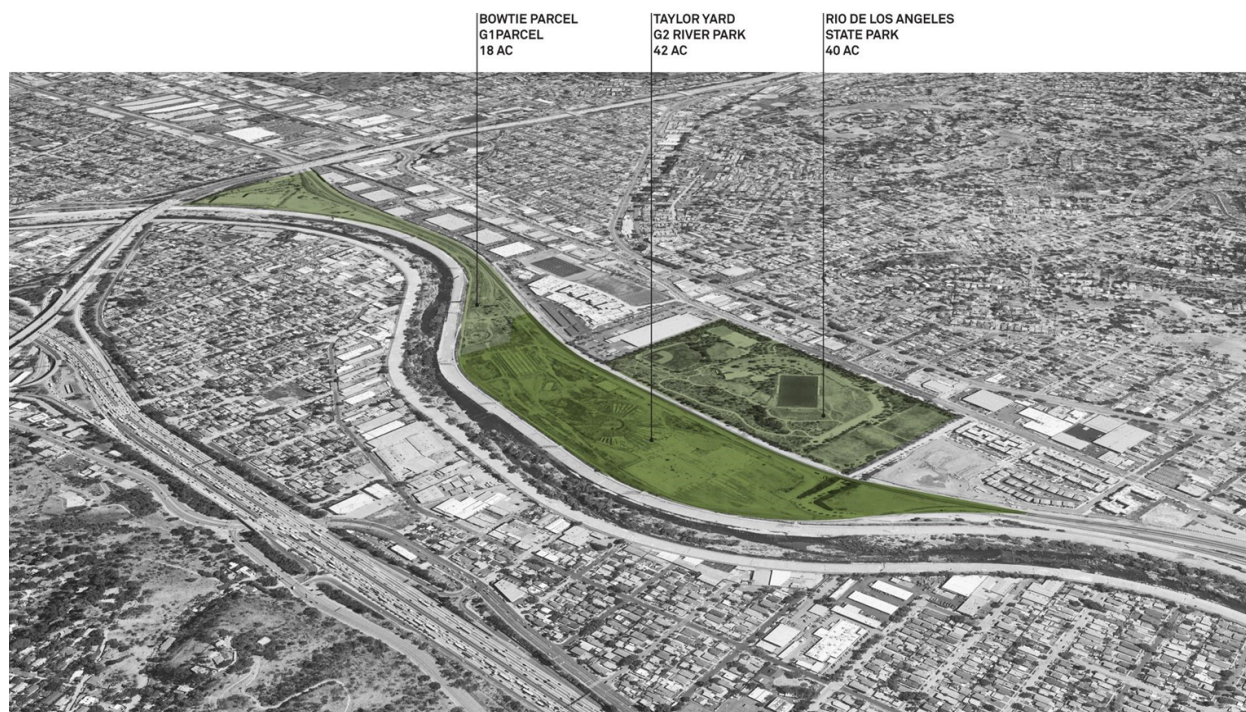 BOWTIE PARCEL
G1PARCEL
18 AC
TAYLOR YARD
G2 RIVER PARK
42 AC
RIO DE LOS ANGELES
STATE PARK
40 AC